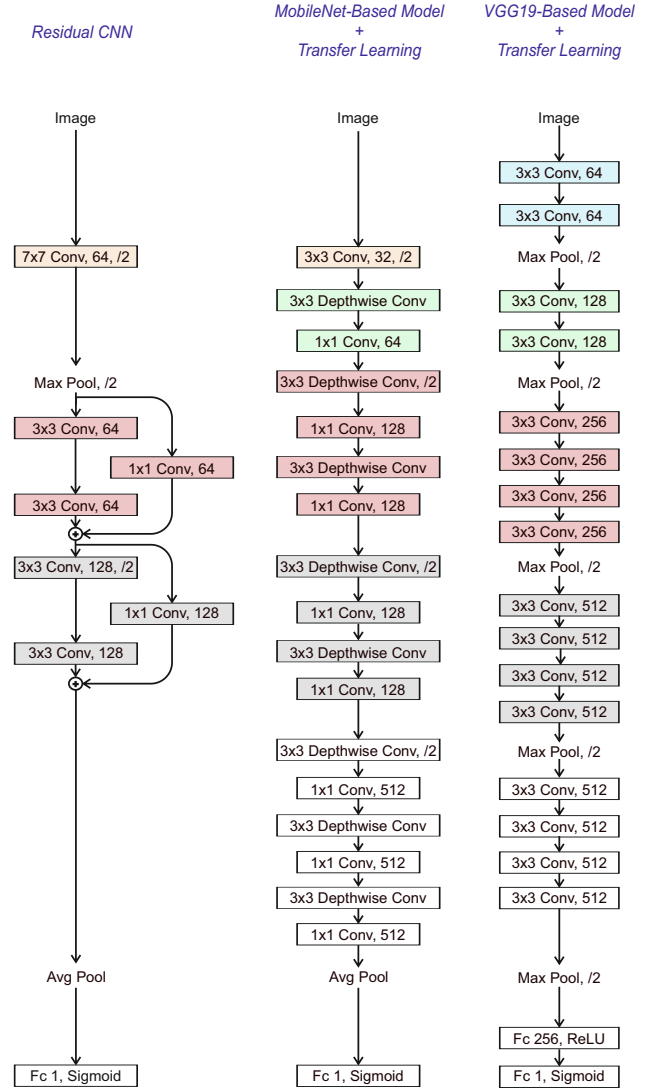 Residual CNN
Image
7x7 Conv, 64, /2
Max Pool, /2
3x3 Conv, 64
1x1 Conv, 64
3x3 Conv, 64
3x3 Conv, 128, /2
1x1 Conv, 128
3x3 Conv, 128
Avg Pool
Fc 1, Sigmoid
MobileNet-Based Model
+
Transfer Learning
Image
3x3 Conv, 32, /2
3x3 Depthwise Conv
1x1 Conv, 64
3x3 Depthwise Conv, /2
1x1 Conv, 128
3x3 Depthwise Conv
1x1 Conv, 128
3x3 Depthwise Conv, /2
1x1 Conv, 128
3x3 Depthwise Conv
1x1 Conv, 128
3x3 Depthwise Conv, /2
1x1 Conv, 512
3x3 Depthwise Conv
1x1 Conv, 512
3x3 Depthwise Conv
1x1 Conv, 512
Avg Pool
Fc 1, Sigmoid
VGG19-Based Model
+
Transfer Learning
Image
3x3 Conv, 64
3x3 Conv, 64
Max Pool, /2
3x3 Conv, 128
3x3 Conv, 128
Max Pool, /2
3x3 Conv, 256
3x3 Conv, 256
3x3 Conv, 256
3x3 Conv, 256
Max Pool, /2
3x3 Conv, 512
3x3 Conv, 512
3x3 Conv, 512
3x3 Conv, 512
Max Pool, /2
3x3 Conv, 512
3x3 Conv, 512
3x3 Conv, 512
3x3 Conv, 512
Max Pool, /2
Fc 256, ReLU
Fc 1, Sigmoid